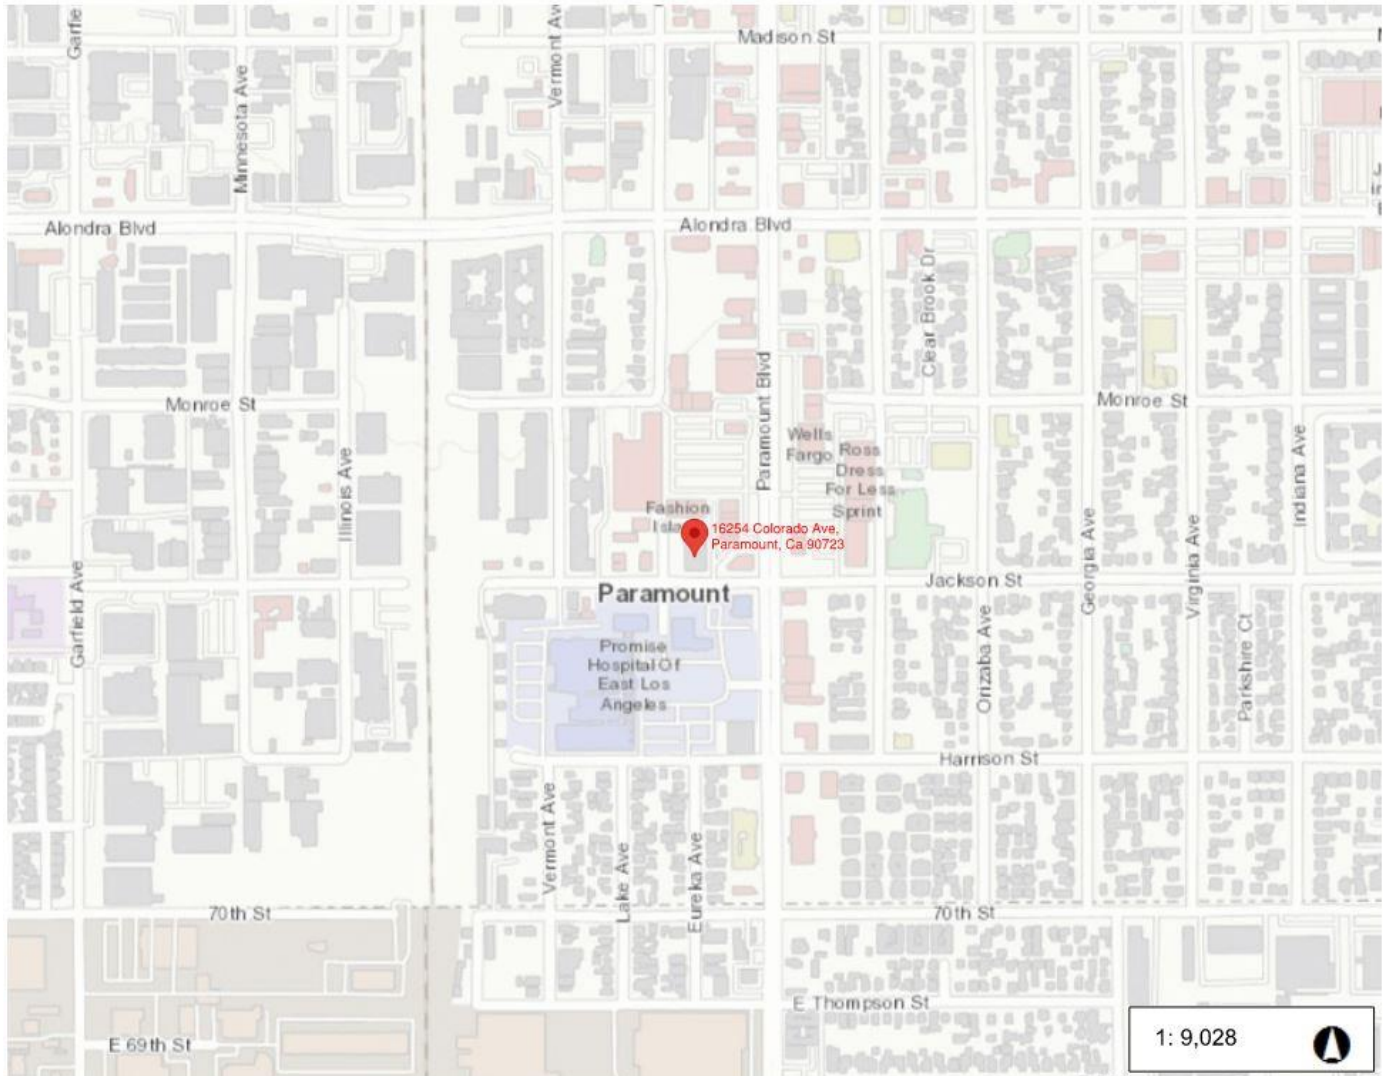 Garfie
Minnesota Ave
Vermont Av
Madison St
Alondra Blvd
Alondra Blvd
Clear Brook Dr
Monroe St
Paramount Blvd
Monroe St
Illinois Ave
Wells
Fargo
Ross
Dress
For Less
Sprint
Indiana Ave
Fashion
Isla
16254 Colorado Ave,
Paramount, Ca 90723
Garfield Ave
Georgia Ave
Virginia Ave
Jackson St
Paramount
Promise
Hospital Of
East Los
Angeles
Orizaba Ave
Parkshire Ct
Harrison St
Vermont Ave
Lake Ave
Eureka Ave
70th St
70th St
E Thompson St
E 69th St
1: 9,028